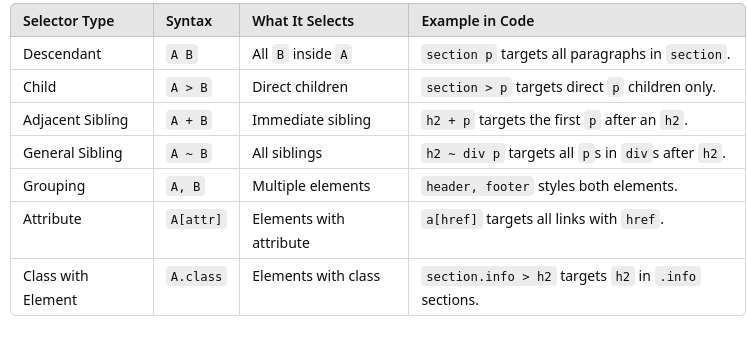 Selector Type Syntax What It Selects Example in Code
Descendant A B All B inside A section p targets all paragraphs in section.
Child A > B Direct children section > p targets direct p children only.
Adjacent Sibling A + B Immediate sibling h2 + p targets the first p after an h2.
General Sibling A ~ B All siblings h2 ~ div p targets all ps in divs after h2.
Grouping A, B Multiple elements header, footer styles both elements.
Attribute A[attr] Elements with a[href] targets all links with href.
attribute
Class with A.class Elements with class section.info > h2 targets h2 in .info
Element sections.